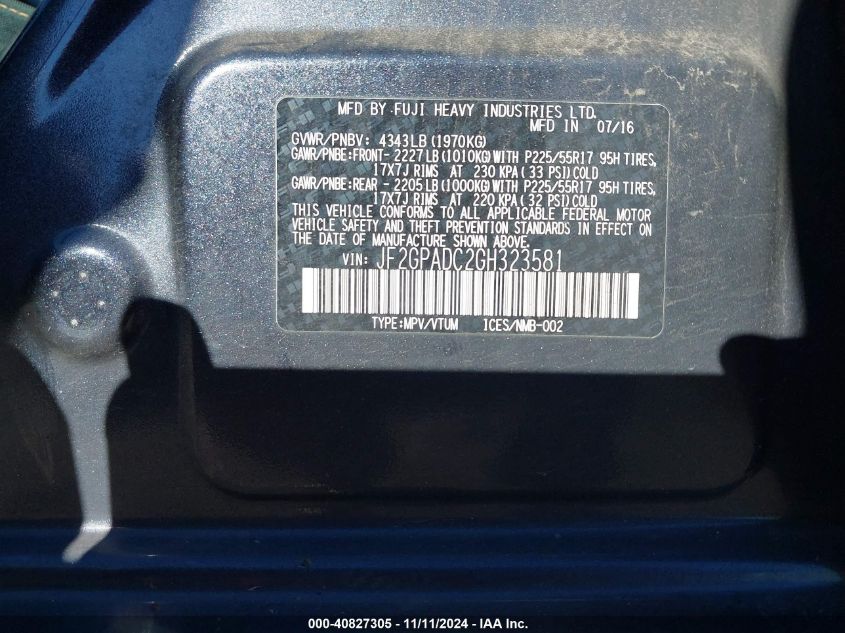 MFD BY FUJI HEAVY INDUSTRIES LTD.
MFD IN 07/16
GVWR/PNBV: 4343LB(1970KG)
GAWR/PNBE:FRONT- 2227LB(1010KG)WITH P225/55R17 95H TIRES,
17X7J RIMS AT 230 KPA( 33 PSI)COLD
GAWR/PNBE:REAR - 2205LB(1000KG)WITH P225/55R17 95H TIRES,
17X7J RIMS AT 220 KPA( 32 PSI)COLD
THIS VEHICLE CONFORMS TO ALL APPLICABLE FEDERAL MOTOR
VEHICLE SAFETY AND THEFT PREVENTION STANDARDS IN EFFECT ON
THE DATE OF MANUFACTURE SHOWN ABOVE.
VIN: JF2GPADC2GH323581
TYPE:MPV/VTUM ICES/NMB-002
000-40827305 - 11/11/2024 - IAA Inc.